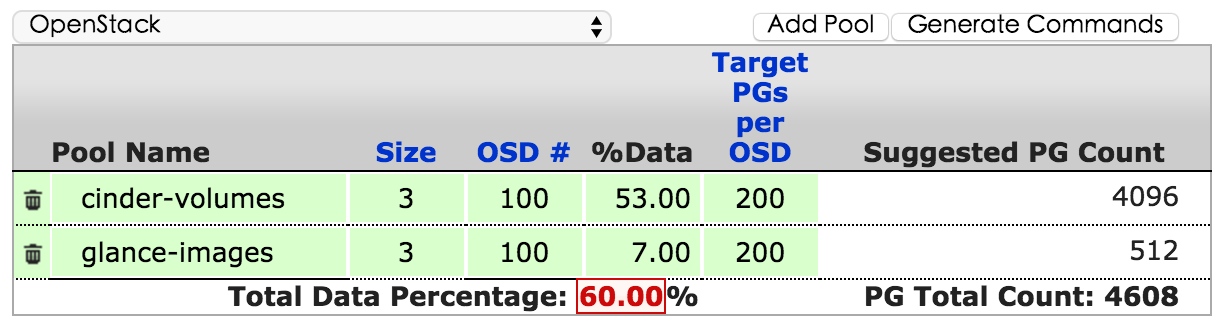 OpenStack Add Pool Generate Commands
Target
PGs
per
Pool Name Size OSD # %Data OSD Suggested PG Count
cinder-volumes 3 100 53.00 200 4096
glance-images 3 100 7.00 200 512
Total Data Percentage: 60.00% PG Total Count: 4608